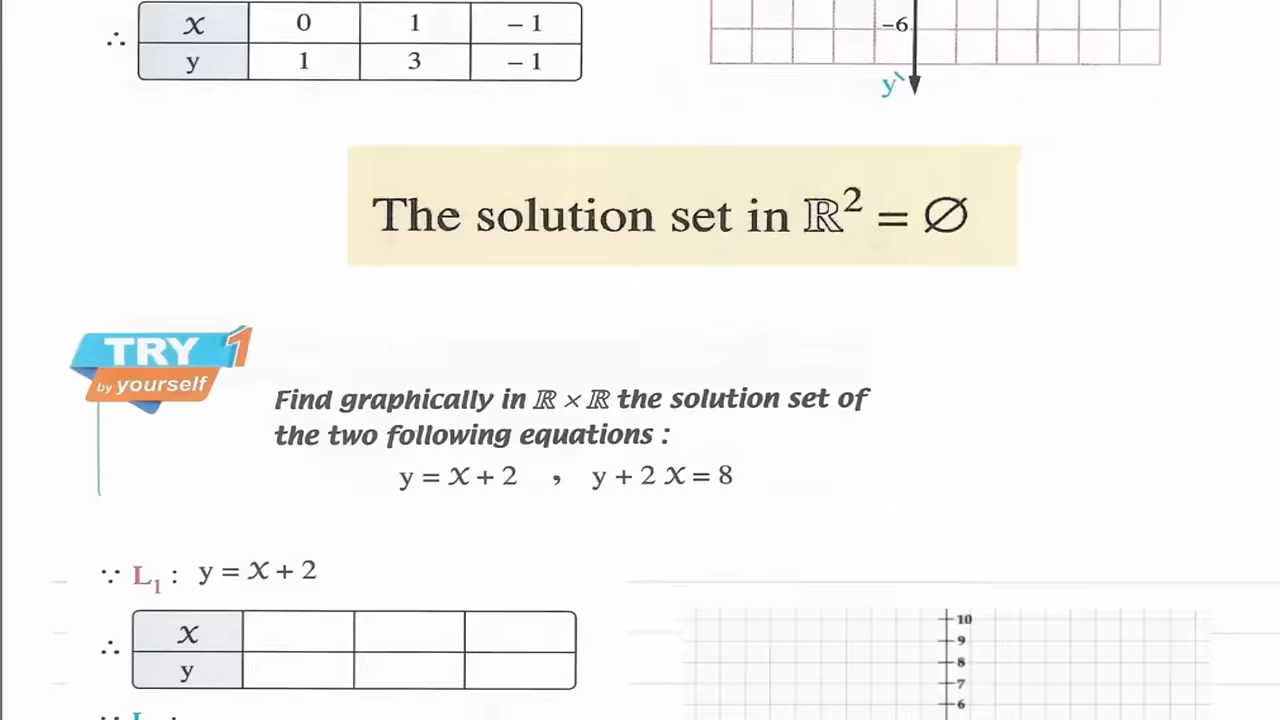 ∴ x 0 1 – 1
y 1 3 – 1
–6
y`
The solution set in ℝ² = ∅
TRY 1
by yourself
Find graphically in ℝ × ℝ the solution set of
the two following equations :
y = x + 2 , y + 2 x = 8
∵ L₁ : y = x + 2
∴ x
y
10
9
8
7
6